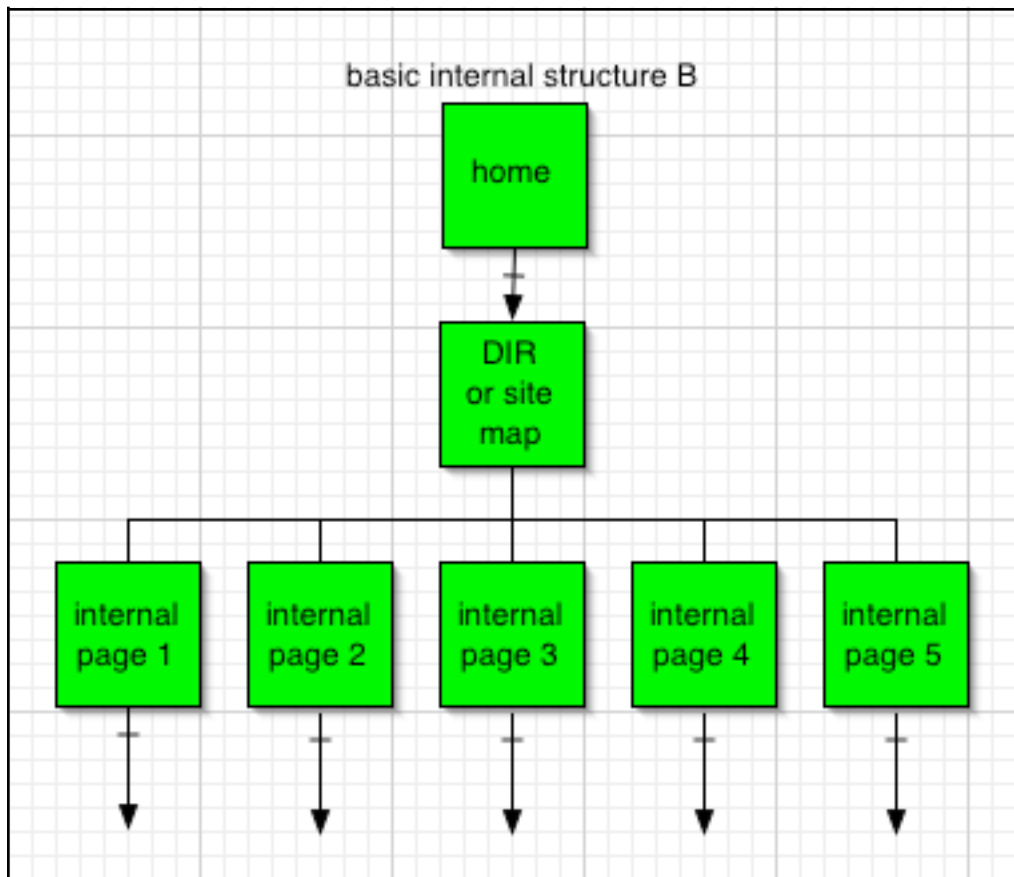 basic internal structure B
home
DIR
or site
map
internal
page 1
internal
page 2
internal
page 3
internal
page 4
internal
page 5